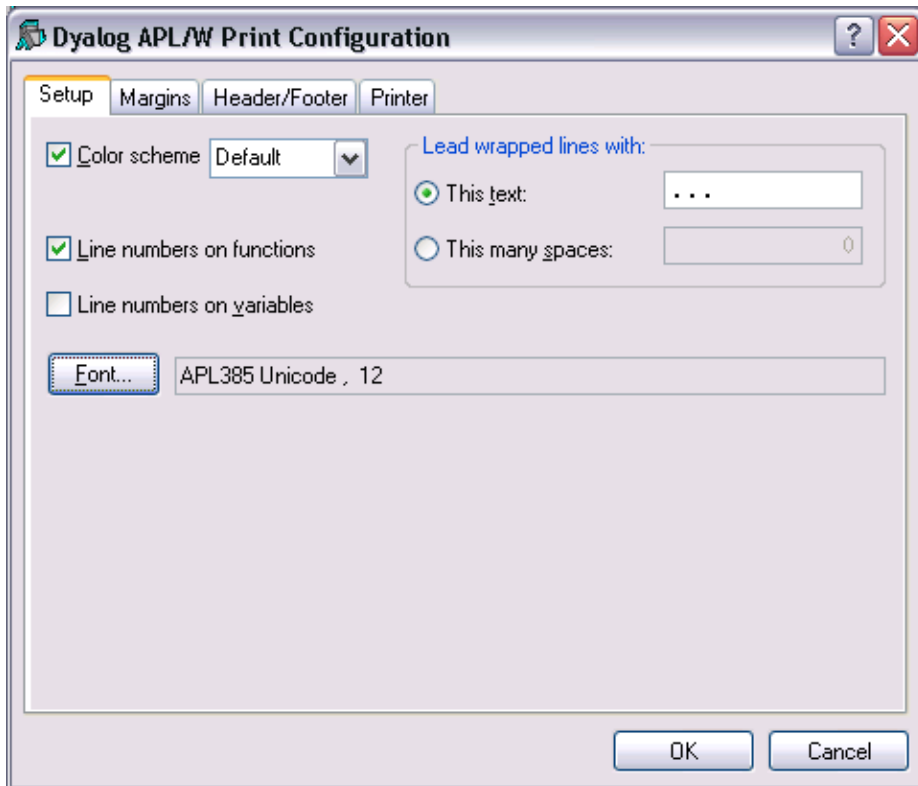 Dyalog APL/W Print Configuration
Setup Margins Header/Footer Printer
Color scheme Default
Lead wrapped lines with:
This text: ...
Line numbers on functions
This many spaces: 0
Line numbers on variables
Font... APL385 Unicode , 12
OK Cancel